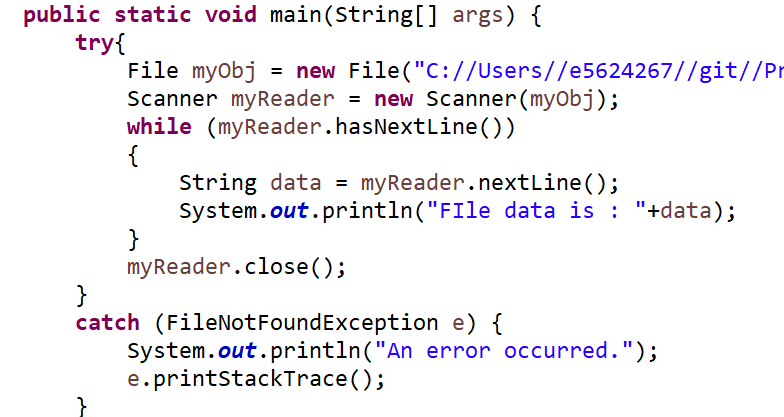 public static void main(String[] args) {
try{
File myObj = new File("C://Users//e5624267//git//Pr
Scanner myReader = new Scanner(myObj);
while (myReader.hasNextLine())
{
String data = myReader.nextLine();
System.out.println("FIle data is : "+data);
}
myReader.close();
}
catch (FileNotFoundException e) {
System.out.println("An error occurred.");
e.printStackTrace();
}